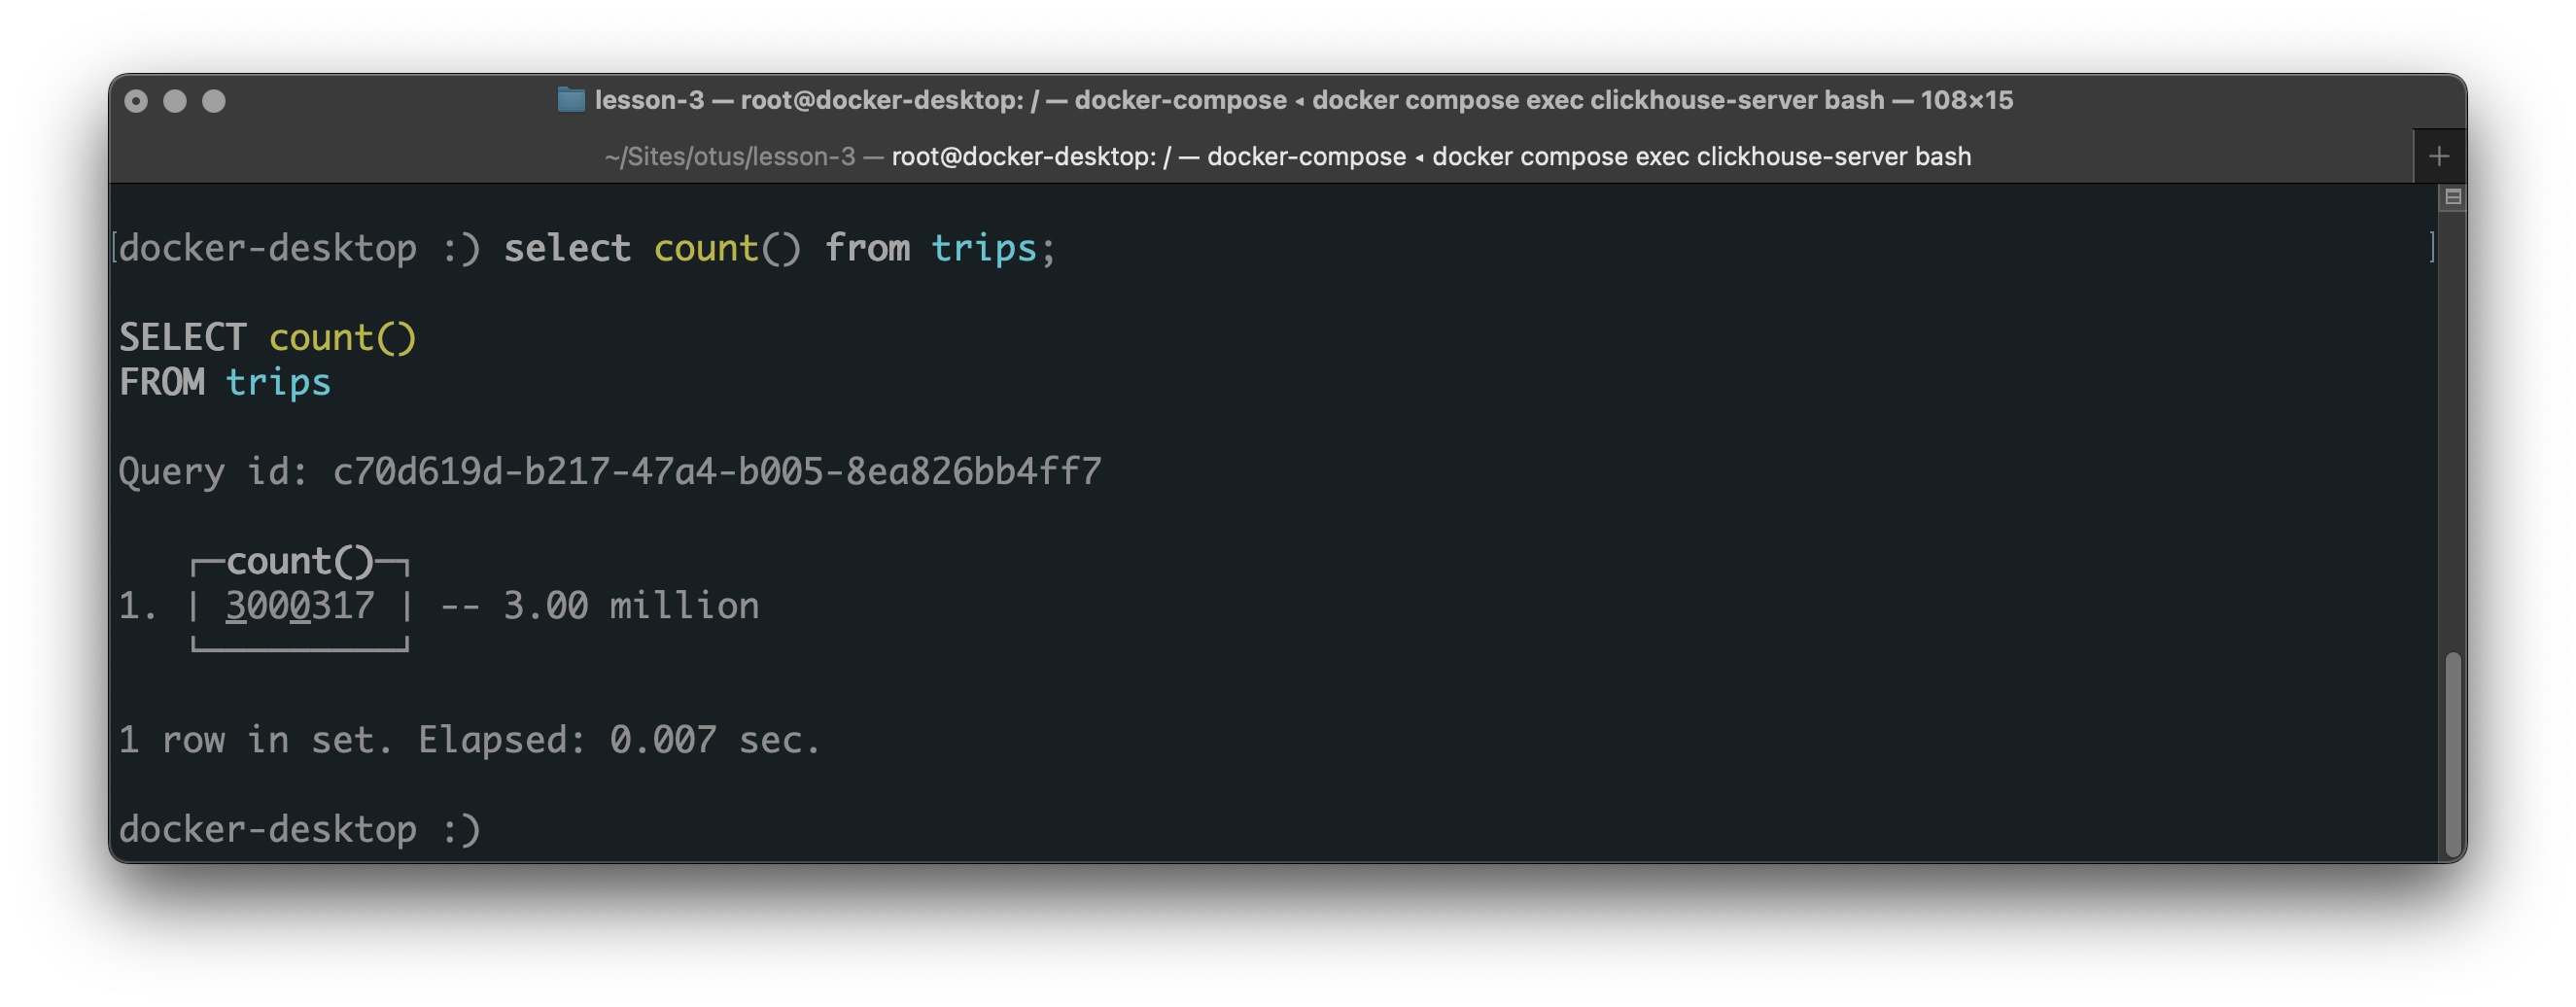 lesson-3 — root@docker-desktop: / — docker-compose ◂ docker compose exec clickhouse-server bash — 108×15
~/Sites/otus/lesson-3 — root@docker-desktop: / — docker-compose ◂ docker compose exec clickhouse-server bash
[docker-desktop :) select count() from trips; ]
SELECT count()
FROM trips
Query id: c70d619d-b217-47a4-b005-8ea826bb4ff7
┌─count()─┐
1. │ 3000317 │ -- 3.00 million
└─────────┘
1 row in set. Elapsed: 0.007 sec.
docker-desktop :)